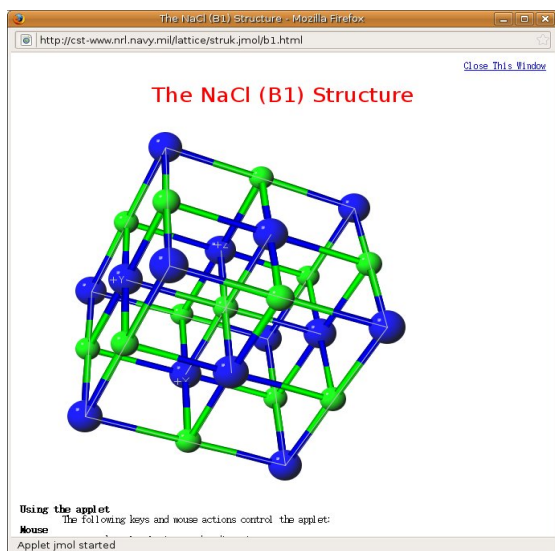 The NaCl (B1) Structure - Mozilla Firefox
http://cst-www.nrl.navy.mil/lattice/struk.jmol/b1.html
Close This Window
The NaCl (B1) Structure
+Z
+Y
+X
Using the applet
The following keys and mouse actions control the applet:
Mouse
Applet jmol started